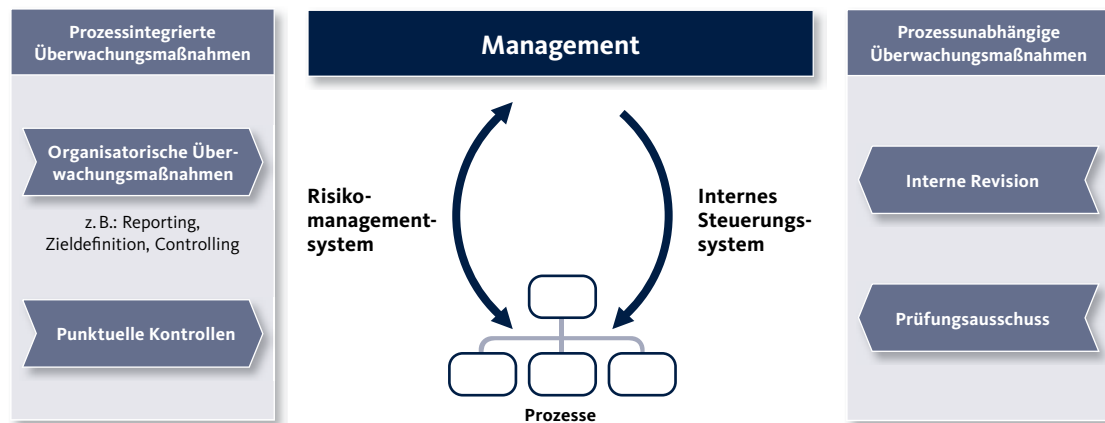 Prozessintegrierte
Überwachungsmaßnahmen
Organisatorische Über-
wachungsmaßnahmen
z. B.: Reporting,
Zieldefinition, Controlling
Punktuelle Kontrollen
Management
Risiko-
management-
system
Internes
Steuerungs-
system
Prozesse
Prozessunabhängige
Überwachungsmaßnahmen
Interne Revision
Prüfungsausschuss